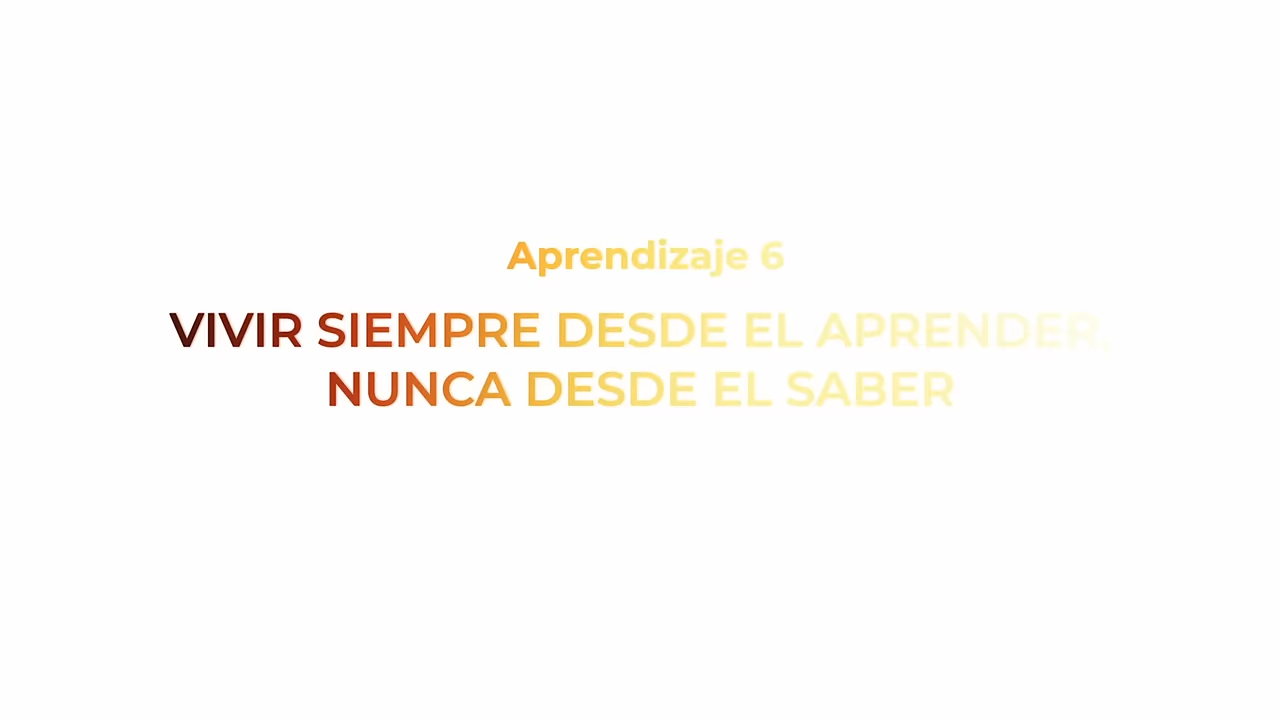 Aprendizaje 6
VIVIR SIEMPRE DESDE EL APRENDER,
NUNCA DESDE EL SABER